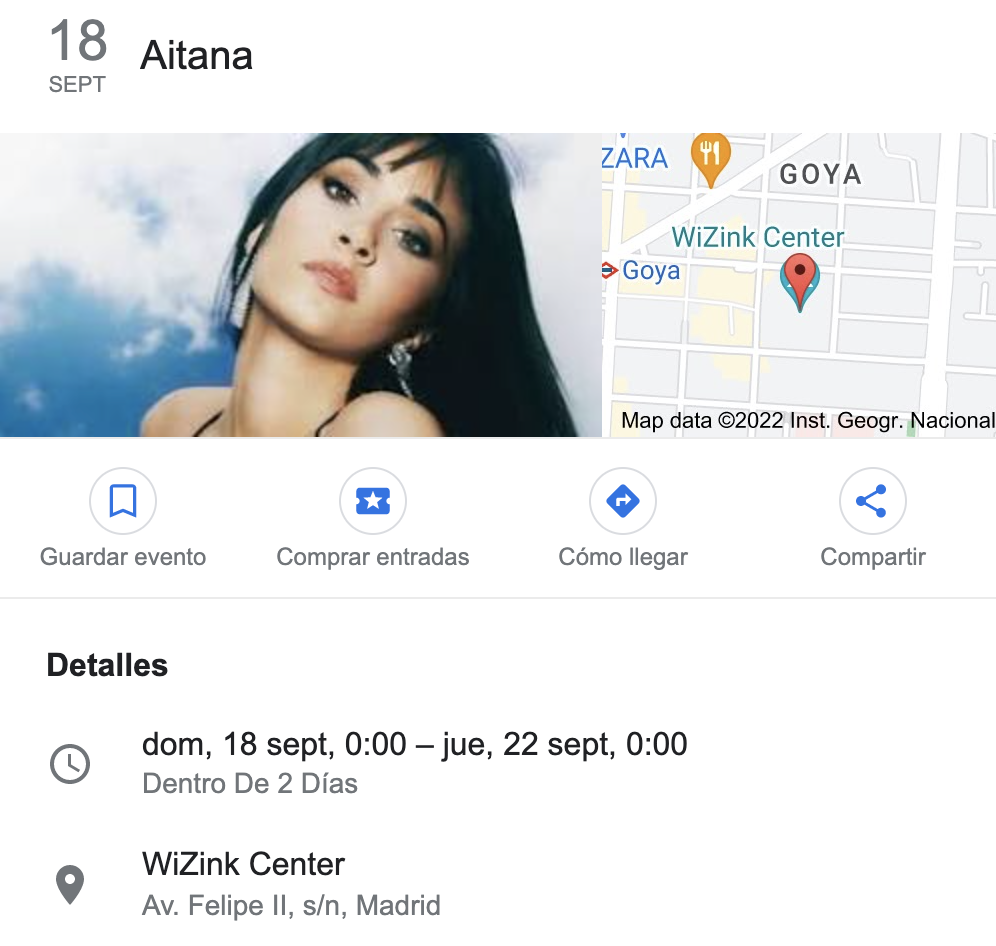 18
SEPT
Aitana
ZARA
GOYA
WiZink Center
Goya
Map data ©2022 Inst. Geogr. Nacional
Guardar evento
Comprar entradas
Cómo llegar
Compartir
Detalles
dom, 18 sept, 0:00 – jue, 22 sept, 0:00
Dentro De 2 Días
WiZink Center
Av. Felipe II, s/n, Madrid